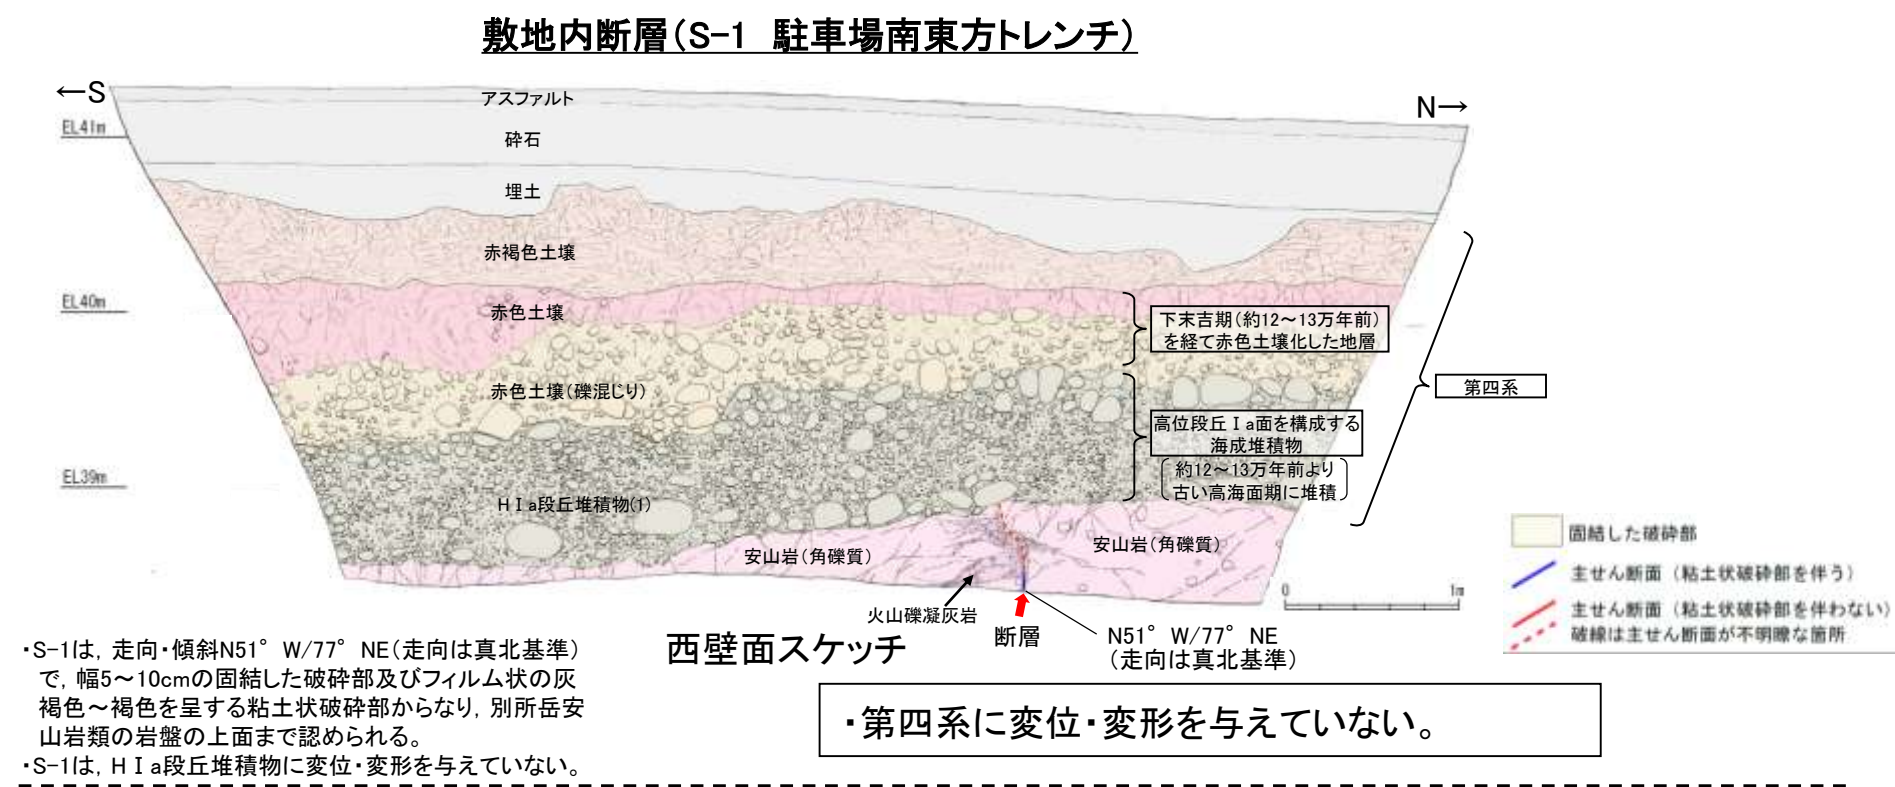 敷地内断層（S-1　駐車場南東方トレンチ）
←S
N→
アスファルト
EL41m
砕石
埋土
赤褐色土壌
EL40m
赤色土壌
下末吉期（約12～13万年前）
を経て赤色土壌化した地層
赤色土壌（礫混じり）
第四系
高位段丘Ⅰa面を構成する
海成堆積物
約12～13万年前より
古い高海面期に堆積
EL39m
HⅠa段丘堆積物(1)
安山岩（角礫質）
安山岩（角礫質）
固結した破砕部
主せん断面（粘土状破砕部を伴う）
主せん断面（粘土状破砕部を伴わない）
破線は主せん断面が不明瞭な箇所
0
1m
火山礫凝灰岩
断層
N51°W/77°NE
（走向は真北基準）
西壁面スケッチ
・S-1は，走向・傾斜N51°W/77°NE（走向は真北基準）
で，幅5～10cmの固結した破砕部及びフィルム状の灰
褐色～褐色を呈する粘土状破砕部からなり，別所岳安
山岩類の岩盤の上面まで認められる。
・S-1は，HⅠa段丘堆積物に変位・変形を与えていない。
・第四系に変位・変形を与えていない。